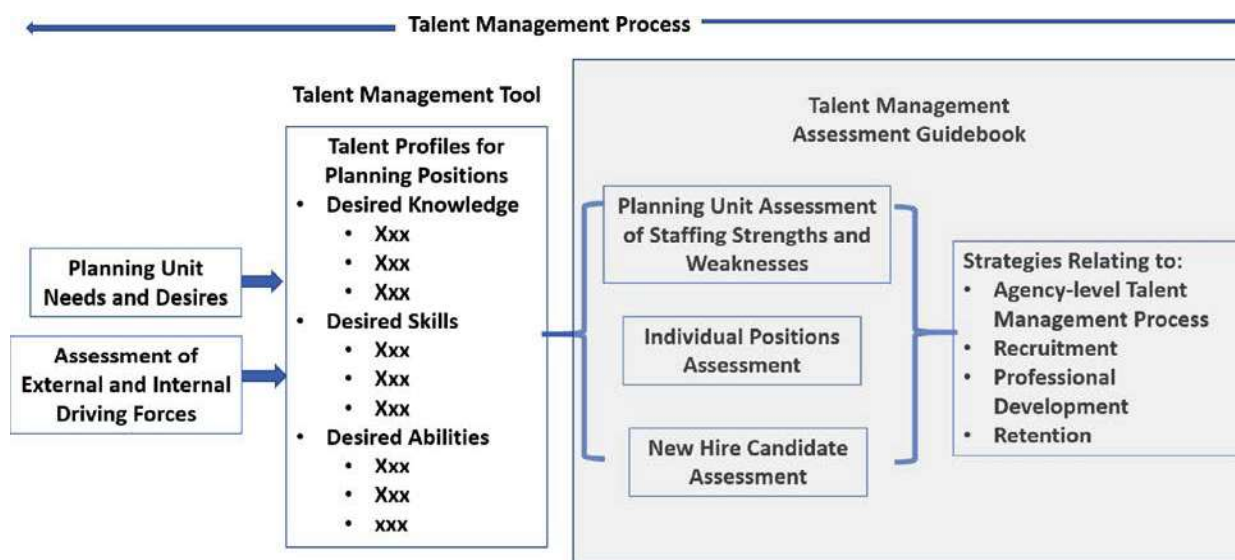 Talent Management Process
Talent Management Tool
Talent Profiles for
Planning Positions
• Desired Knowledge
• Xxx
• Xxx
• Xxx
• Desired Skills
• Xxx
• Xxx
• Xxx
• Desired Abilities
• Xxx
• Xxx
• xxx
Planning Unit
Needs and Desires
Assessment of
External and Internal
Driving Forces
Talent Management
Assessment Guidebook
Planning Unit Assessment
of Staffing Strengths and
Weaknesses
Individual Positions
Assessment
New Hire Candidate
Assessment
Strategies Relating to:
• Agency-level Talent
Management Process
• Recruitment
• Professional
Development
• Retention